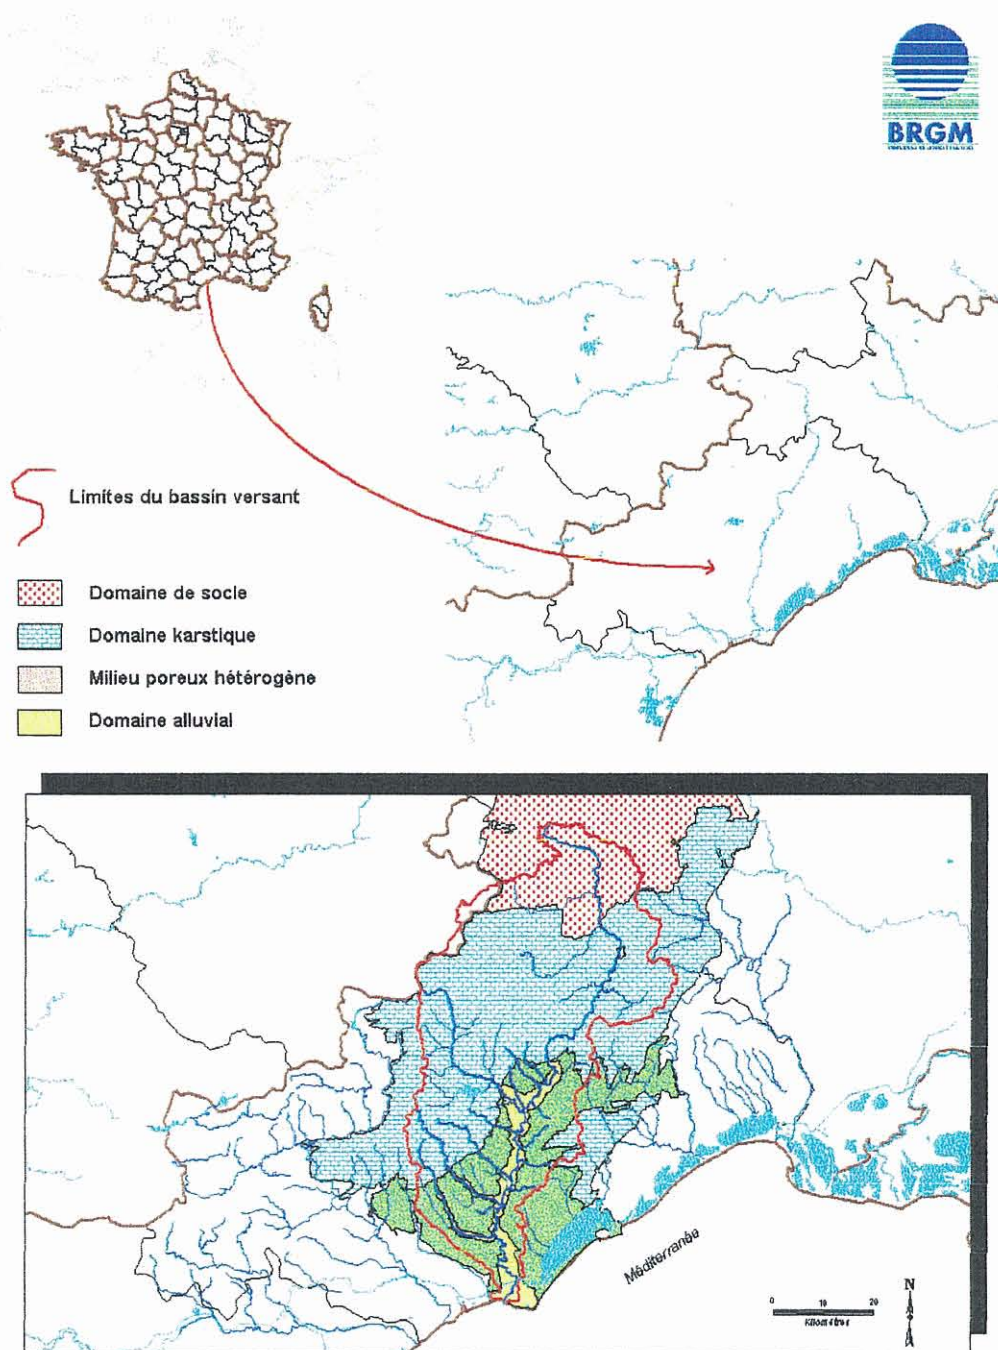 BRGM
Limites du bassin versant
Domaine de socle
Domaine karstique
Milieu poreux hétérogène
Domaine alluvial
Méditerranée
N
0 10 20
Kilomètres